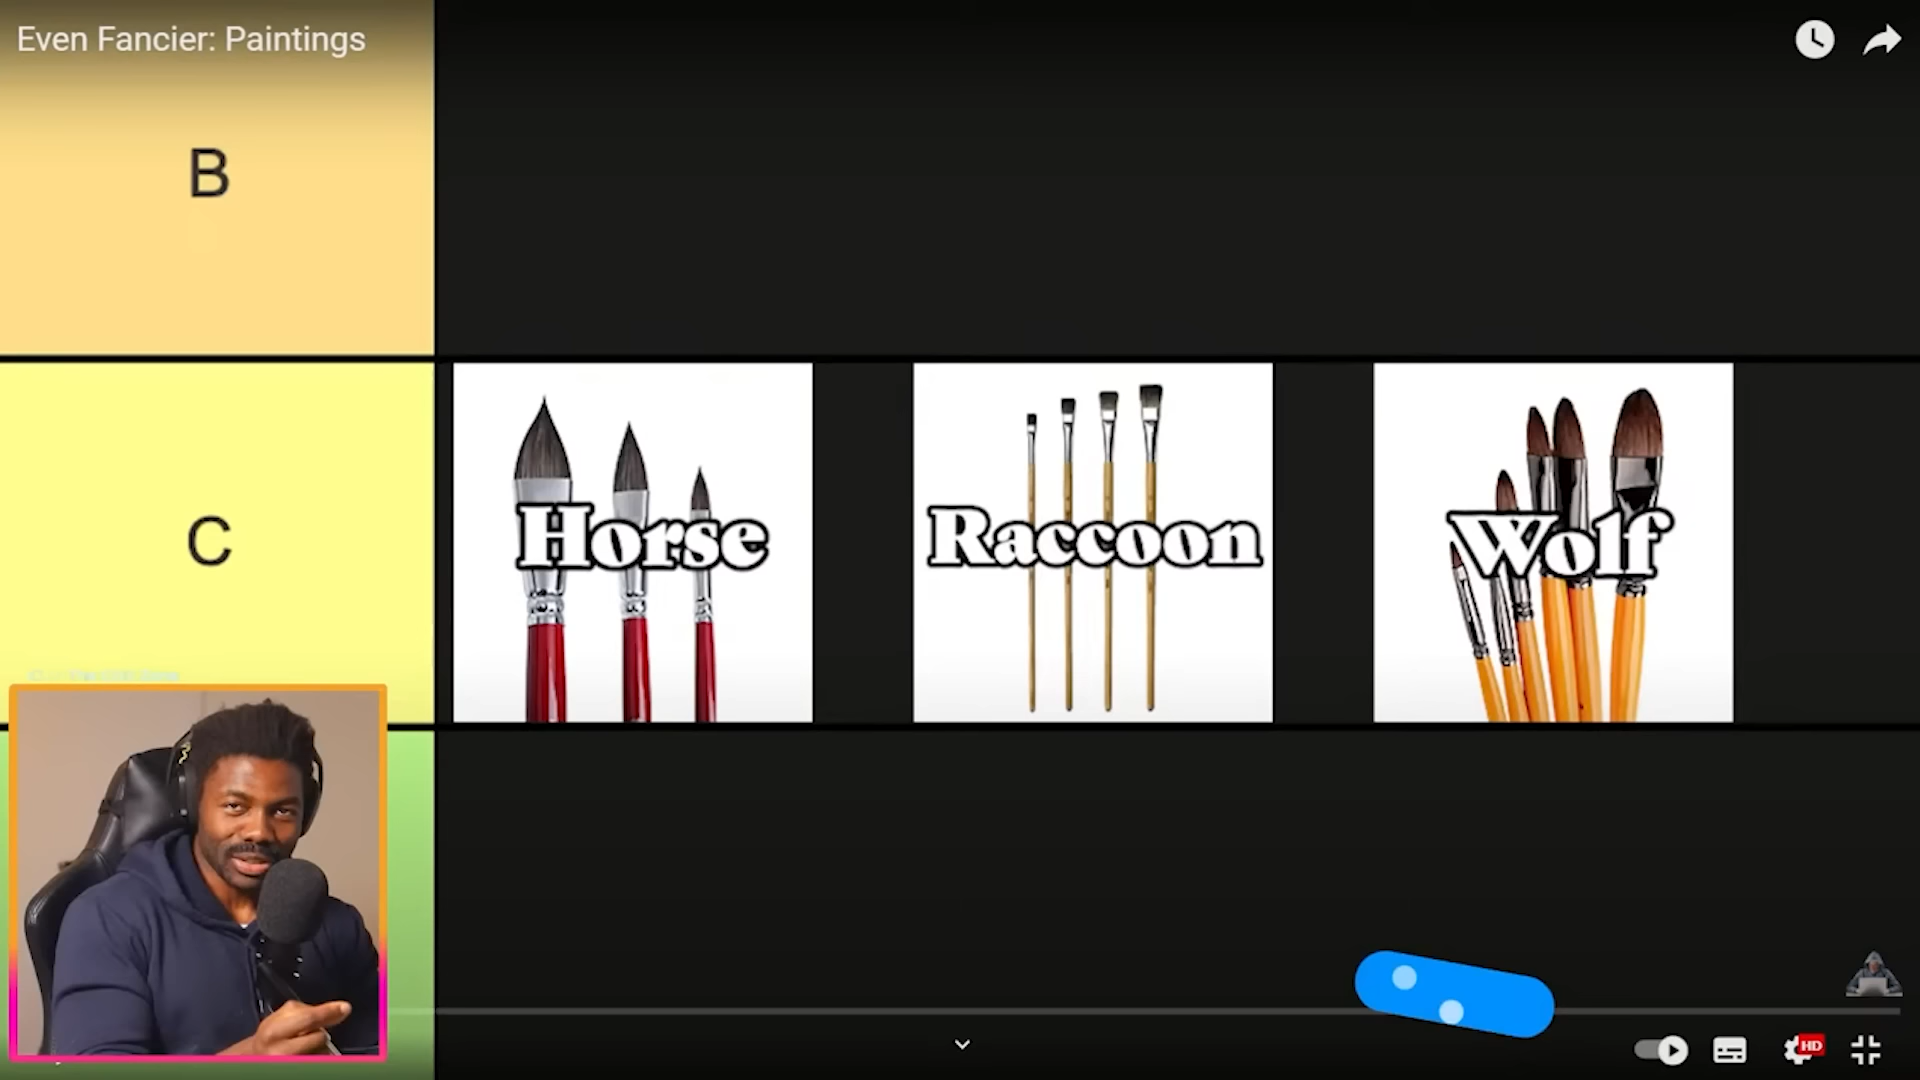 Even Fancier: Paintings
B
C
Horse
Raccoon
Wolf
HD